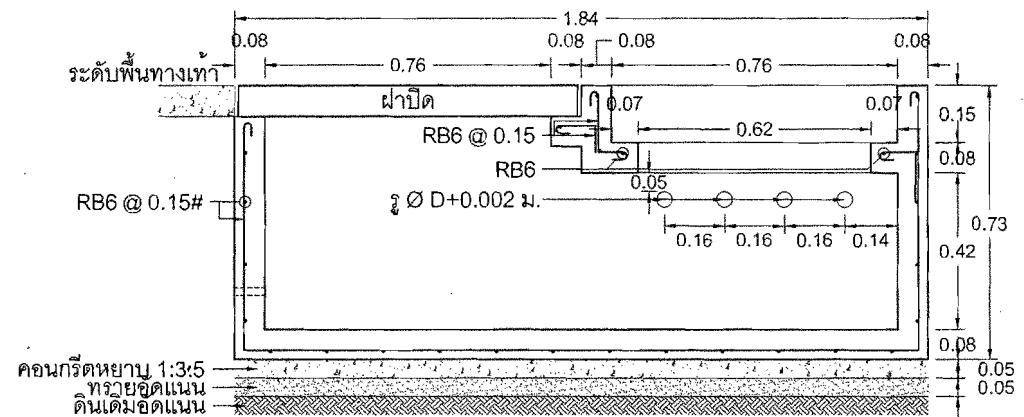 1.84
0.08 0.08 0.08 0.08
ระดับพื้นทางเท้า 0.76 0.76
ฝาปิด 0.07 0.07 0.15
RB6 @ 0.15 0.62
RB6 0.08
0.05
RB6 @ 0.15# รู Ø D+0.002 ม. 0.73
0.16 0.16 0.16 0.14 0.42
0.08
คอนกรีตหยาบ 1:3:5 0.05
ทรายอัดแน่น 0.05
ดินเดิมอัดแน่น